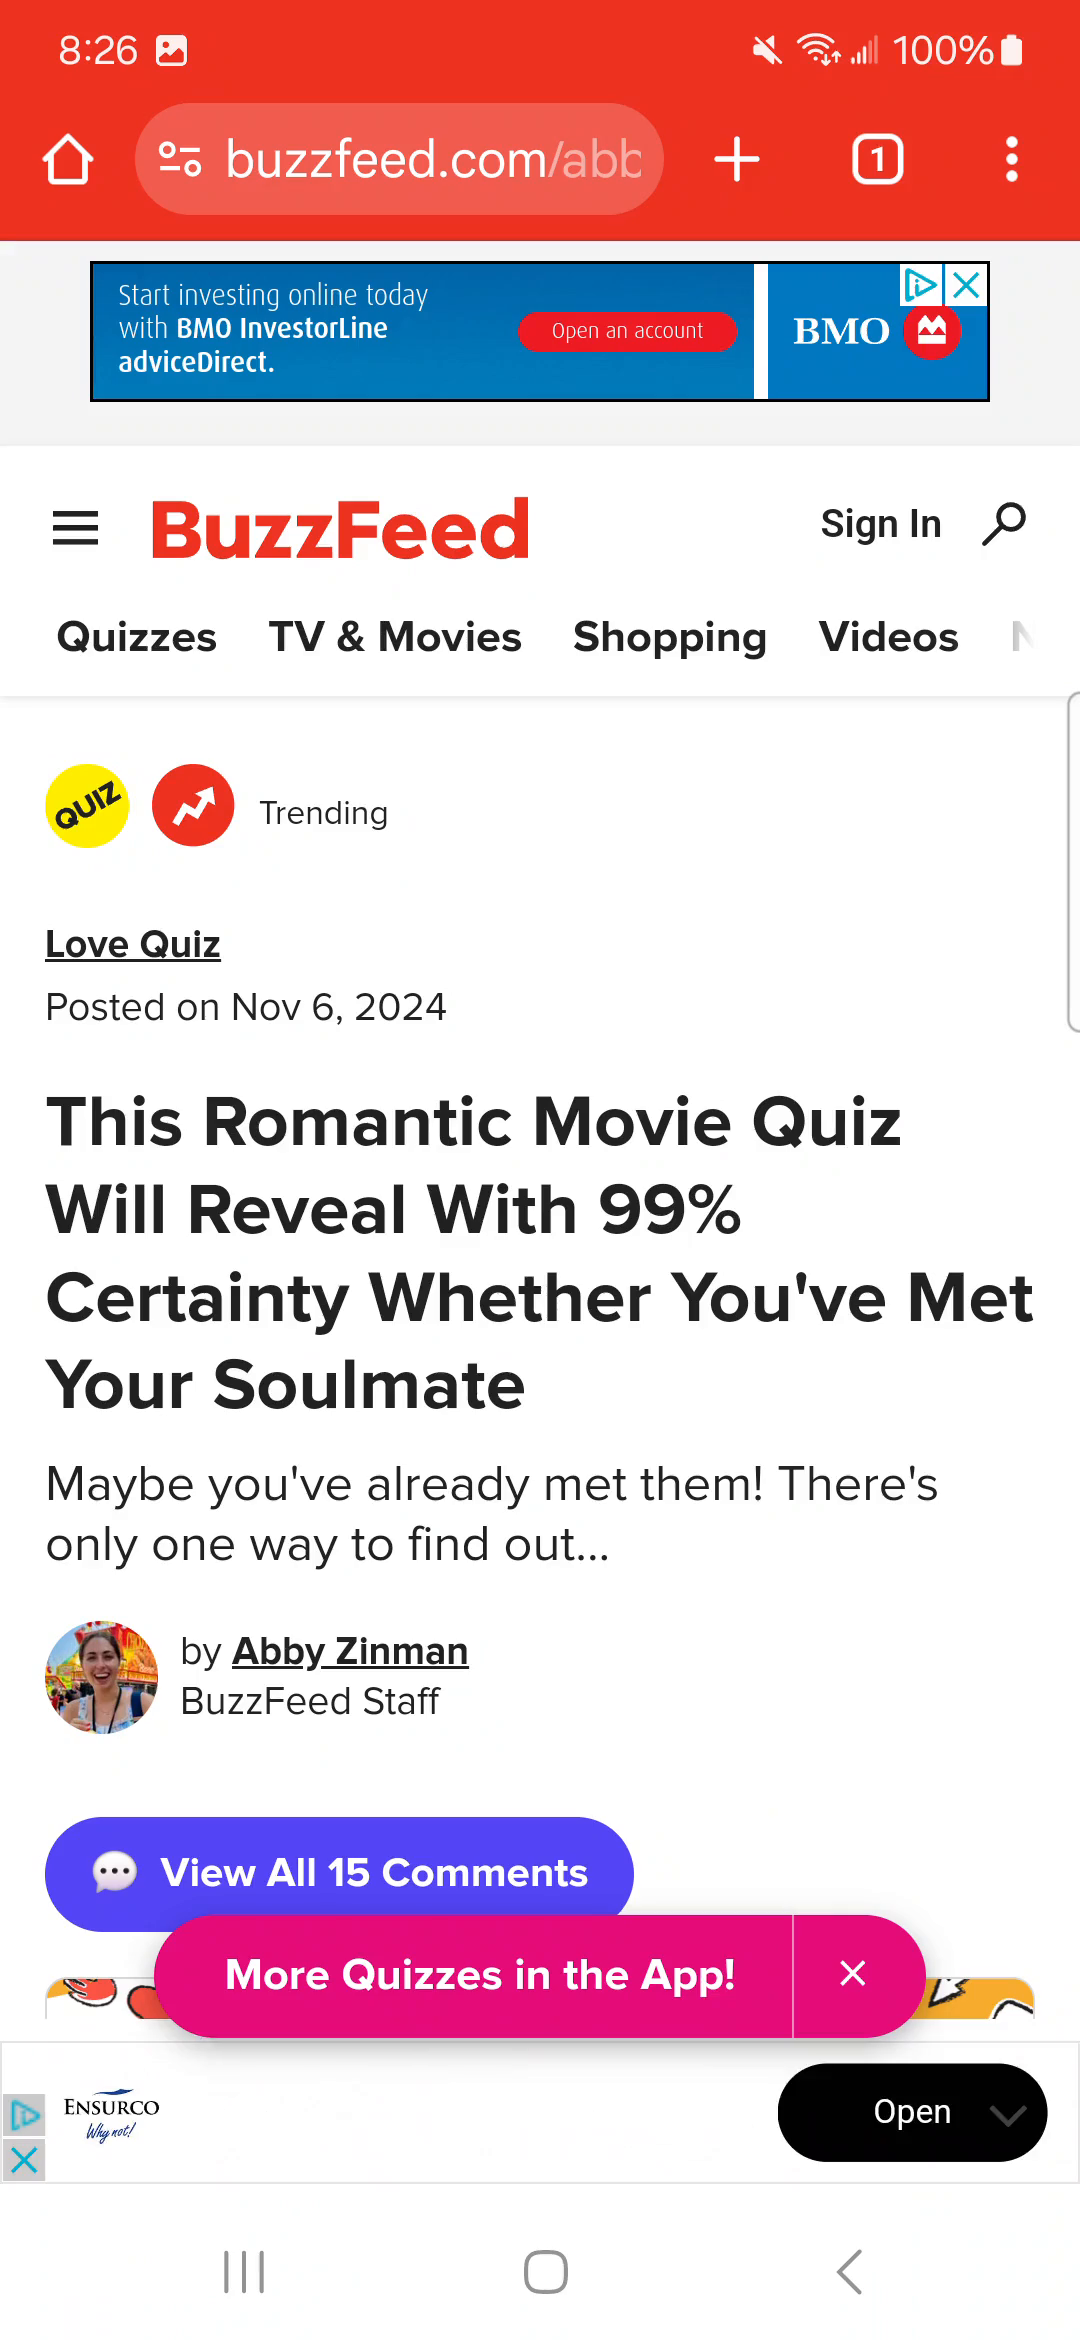 8:26
100%
buzzfeed.com/abb
1
Start investing online today
with BMO InvestorLine
adviceDirect.
Open an account
BMO
BuzzFeed
Sign In
Quizzes TV & Movies Shopping Videos N
QUIZ
Trending
Love Quiz
Posted on Nov 6, 2024
This Romantic Movie Quiz
Will Reveal With 99%
Certainty Whether You've Met
Your Soulmate
Maybe you've already met them! There's
only one way to find out...
by Abby Zinman
BuzzFeed Staff
View All 15 Comments
More Quizzes in the App!
ENSURCO
Why not!
Open